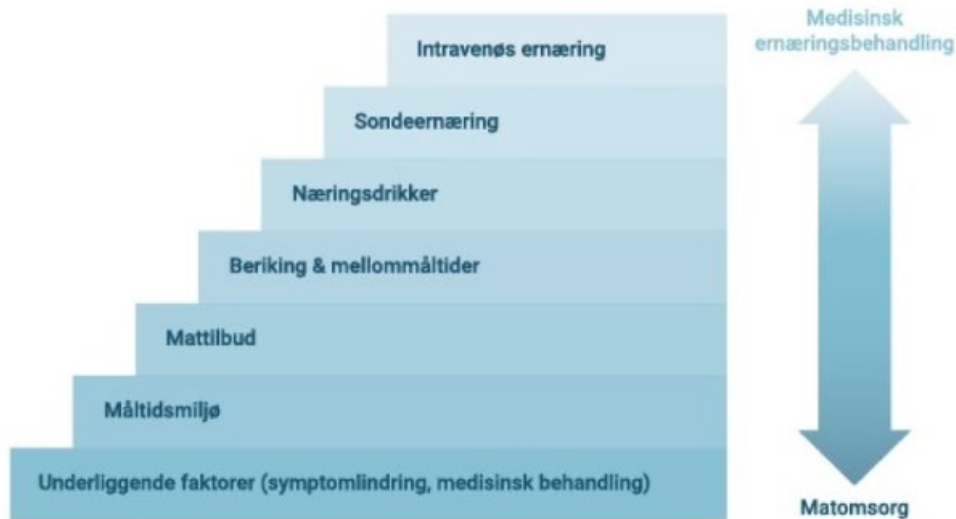 Medisinsk
ernæringsbehandling
Intravenøs ernæring
Sondeernæring
Næringsdrikker
Beriking & mellommåltider
Mattilbud
Måltidsmiljø
Underliggende faktorer (symptomlindring, medisinsk behandling)
Matomsorg